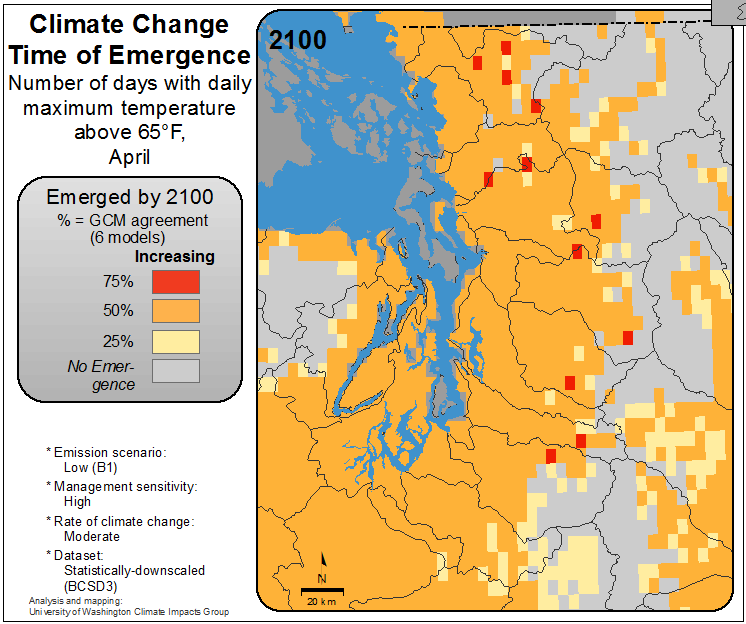 Climate Change
Time of Emergence
Number of days with daily
maximum temperature
above 65°F,
April
Emerged by 2100
% = GCM agreement
(6 models)
Increasing
75%
50%
25%
No Emer-
gence
* Emission scenario:
Low (B1)
* Management sensitivity:
High
* Rate of climate change:
Moderate
* Dataset:
Statistically-downscaled
(BCSD3)
Analysis and mapping:
University of Washington Climate Impacts Group
2100
N
20 km